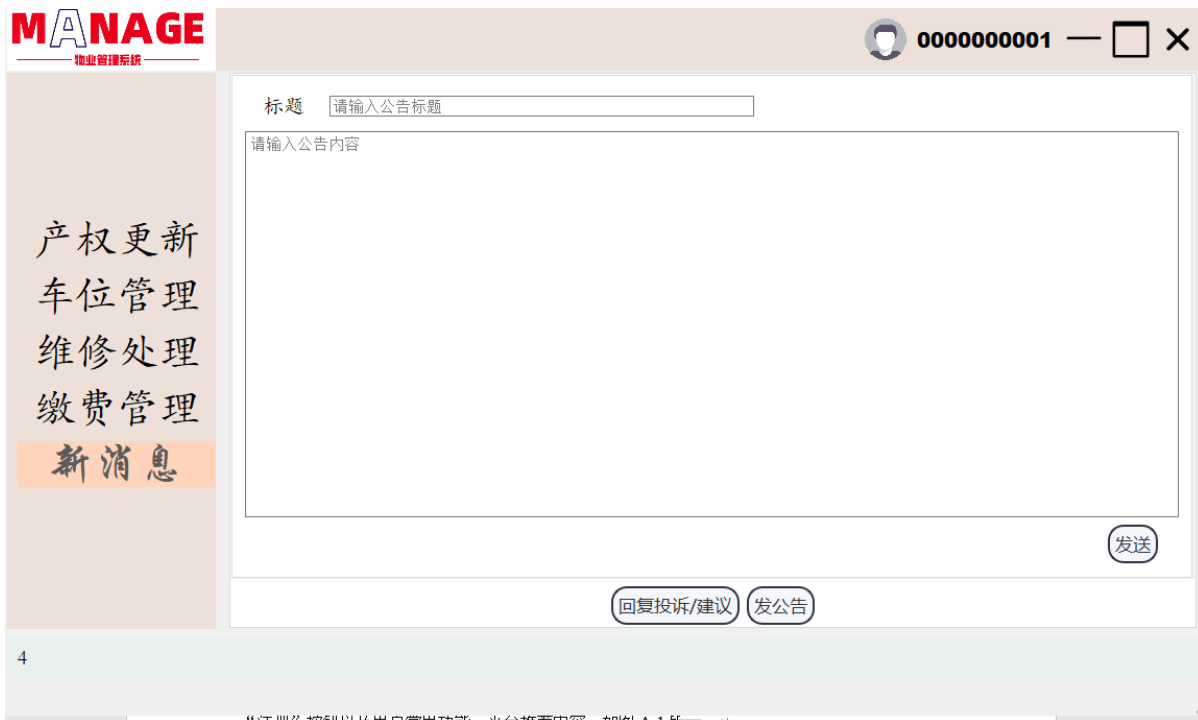 MANAGE
物业管理系统
0000000001
标题 请输入公告标题
请输入公告内容
产权更新
车位管理
维修处理
缴费管理
新消息
发送
回复投诉/建议 发公告
4